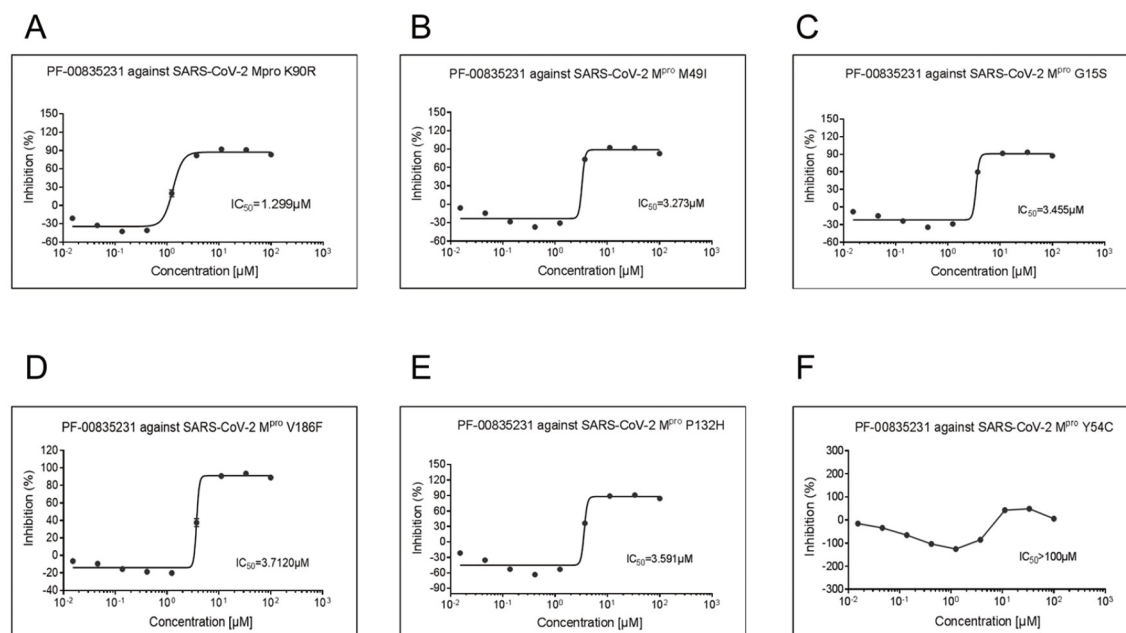 A
PF-00835231 against SARS-CoV-2 Mpro K90R
150
120
90
60
30
0
-30
-60
Inhibition (%)
IC50=1.299µM
10-2 10-1 100 101 102 103
Concentration [µM]
B
PF-00835231 against SARS-CoV-2 Mpro M49I
150
120
90
60
30
0
-30
-60
Inhibition (%)
IC50=3.273µM
10-2 10-1 100 101 102 103
Concentration [µM]
C
PF-00835231 against SARS-CoV-2 Mpro G15S
150
120
90
60
30
0
-30
-60
Inhibition (%)
IC50=3.455µM
10-2 10-1 100 101 102 103
Concentration [µM]
D
PF-00835231 against SARS-CoV-2 Mpro V186F
120
100
80
60
40
20
0
-20
-40
Inhibition (%)
IC50=3.7120µM
10-2 10-1 100 101 102 103
Concentration [µM]
E
PF-00835231 against SARS-CoV-2 Mpro P132H
150
120
90
60
30
0
-30
-60
-90
Inhibition (%)
IC50=3.591µM
10-2 10-1 100 101 102 103
Concentration [µM]
F
PF-00835231 against SARS-CoV-2 Mpro Y54C
300
200
100
0
-100
-200
-300
Inhibition (%)
IC50>100µM
10-2 10-1 100 101 102 103
Concentration [µM]